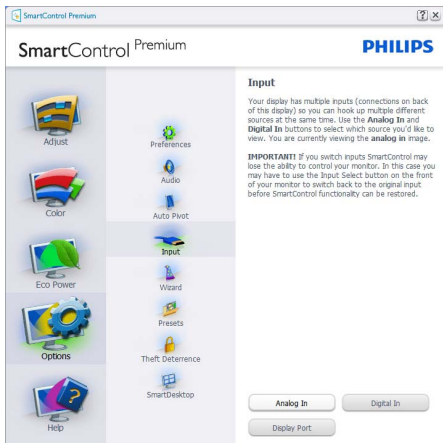 SmartControl Premium
SmartControl Premium
PHILIPS
Adjust
Color
Eco Power
Options
Help
Preferences
Audio
Auto Pivot
Input
Wizard
Presets
Theft Deterrence
SmartDesktop
Input
Your display has multiple inputs (connections on back
of this display) so you can hook up multiple different
sources at the same time. Use the Analog In and
Digital In buttons to select which source you'd like to
view. You are currently viewing the analog in image.
IMPORTANT! If you switch inputs SmartControl may
lose the ability to control your monitor. In this case you
may have to use the Input Select button on the front
of your monitor to switch back to the original input
before SmartControl functionality can be restored.
Analog In
Digital In
Display Port